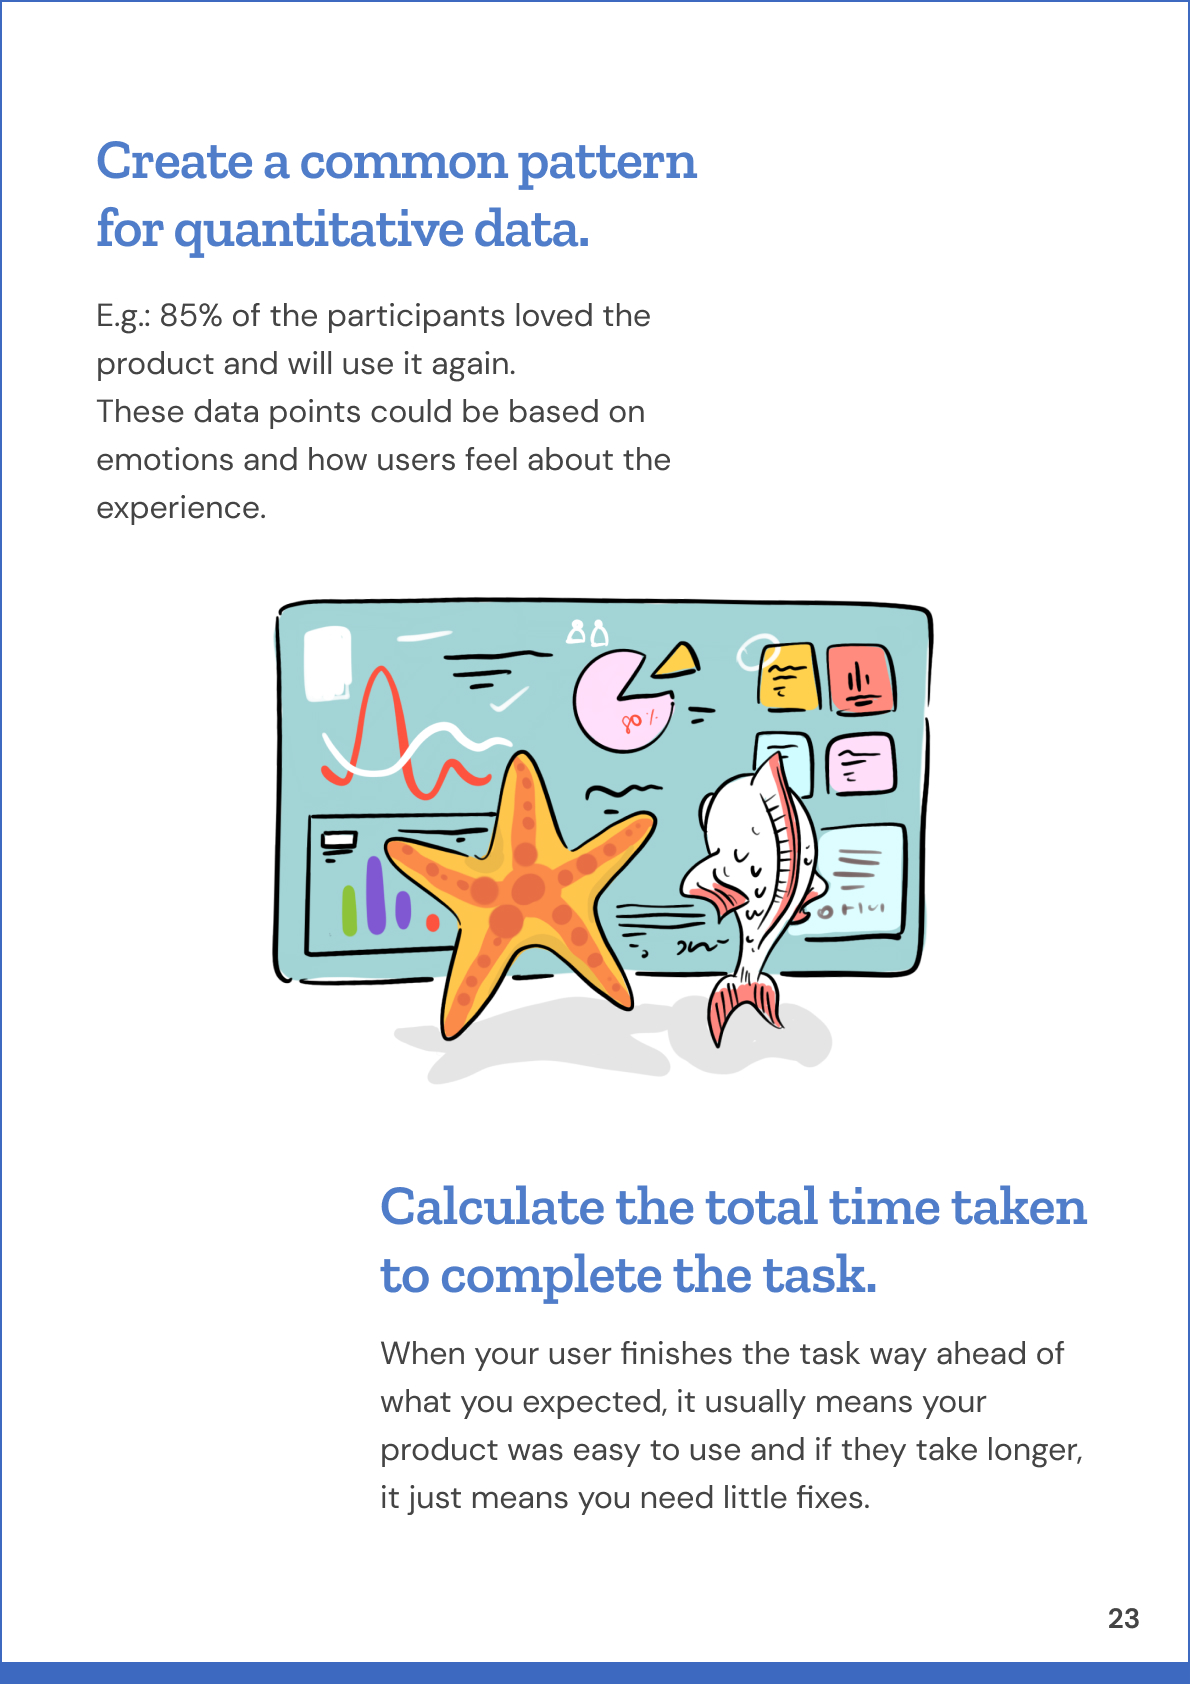 Create a common pattern
for quantitative data.
E.g.: 85% of the participants loved the
product and will use it again.
These data points could be based on
emotions and how users feel about the
experience.
80%
Calculate the total time taken
to complete the task.
When your user finishes the task way ahead of
what you expected, it usually means your
product was easy to use and if they take longer,
it just means you need little fixes.
23